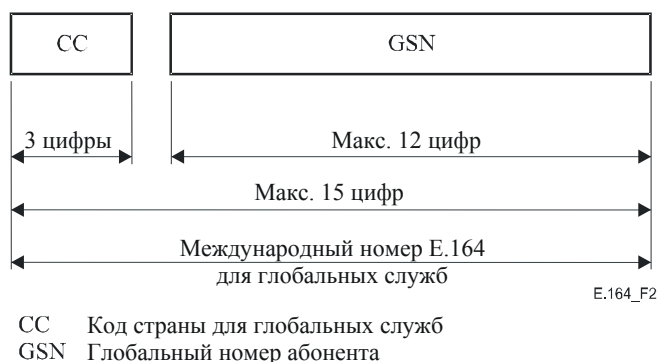 CC GSN
3 цифры Макс. 12 цифр
Макс. 15 цифр
Международный номер E.164
для глобальных служб
E.164_F2
CC Код страны для глобальных служб
GSN Глобальный номер абонента